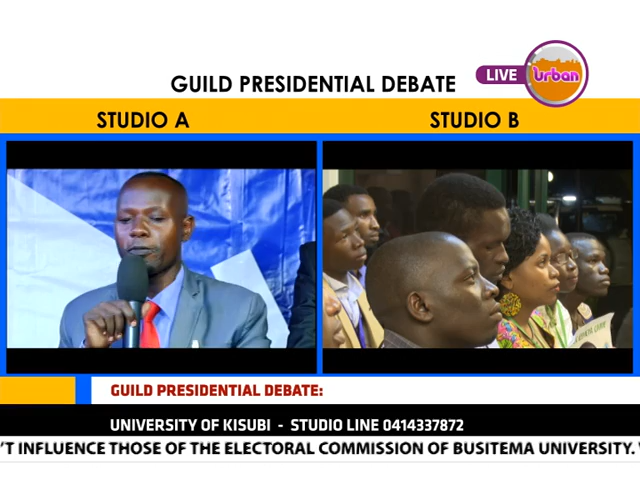 GUILD PRESIDENTIAL DEBATE
LIVE
Urban
STUDIO A
STUDIO B
GUILD PRESIDENTIAL DEBATE:
UNIVERSITY OF KISUBI - STUDIO LINE 0414337872
'T INFLUENCE THOSE OF THE ELECTORAL COMMISSION OF BUSITEMA UNIVERSITY.